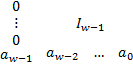 0
⋮ I_{w-1}
0
a_{w-1} a_{w-2} … a_0